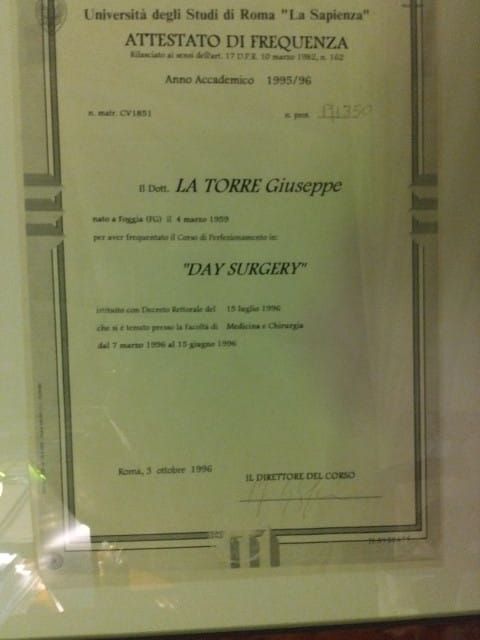 Università degli Studi di Roma "La Sapienza"
ATTESTATO DI FREQUENZA
Rilasciato ai sensi dell'art. 17 D.P.R. 10 marzo 1982, n. 162
Anno Accademico 1995/96
n. matr. CV1851 n. prot.
Il Dott. LA TORRE Giuseppe
nato a Foggia (FG) il 4 marzo 1959
per aver frequentato il Corso di Perfezionamento in:
"DAY SURGERY"
istituito con Decreto Rettorale del 15 luglio 1996
che si è tenuto presso la facoltà di Medicina e Chirurgia
dal 7 marzo 1996 al 15 giugno 1996
Roma, 3 ottobre 1996
IL DIRETTORE DEL CORSO